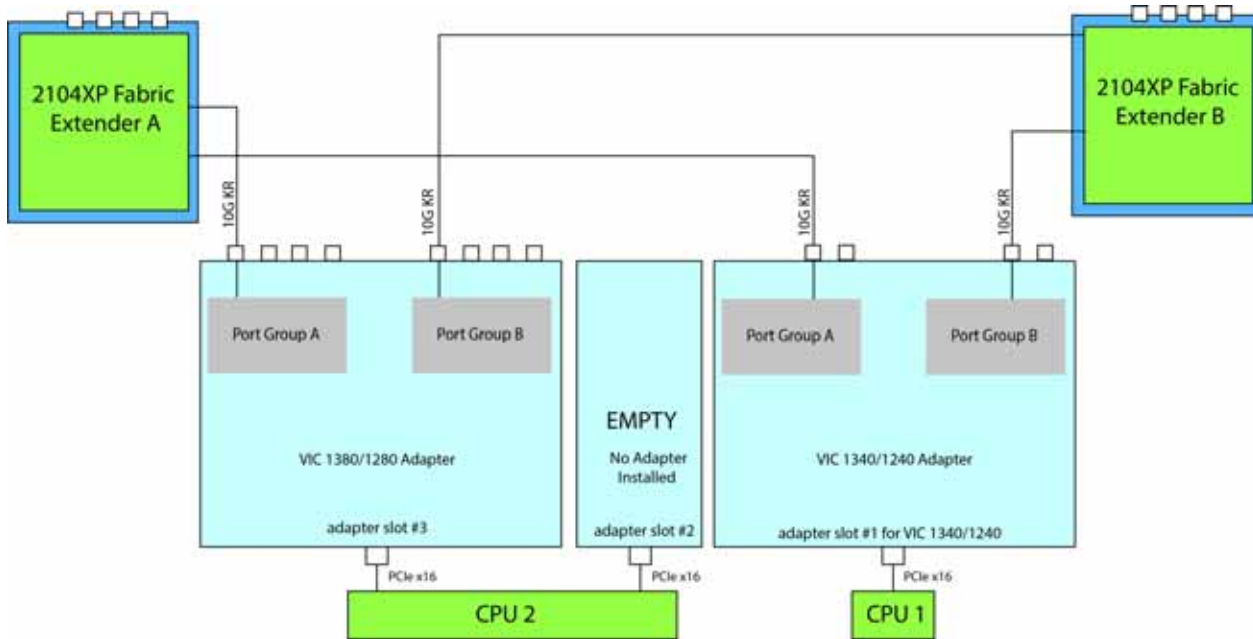 2104XP Fabric
Extender A
2104XP Fabric
Extender B
10G KR
10G KR
10G KR
10G KR
Port Group A
Port Group B
Port Group A
Port Group B
VIC 1380/1280 Adapter
EMPTY
No Adapter
Installed
VIC 1340/1240 Adapter
adapter slot #3
adapter slot #2
adapter slot #1 for VIC 1340/1240
PCIe x16
PCIe x16
PCIe x16
CPU 2
CPU 1